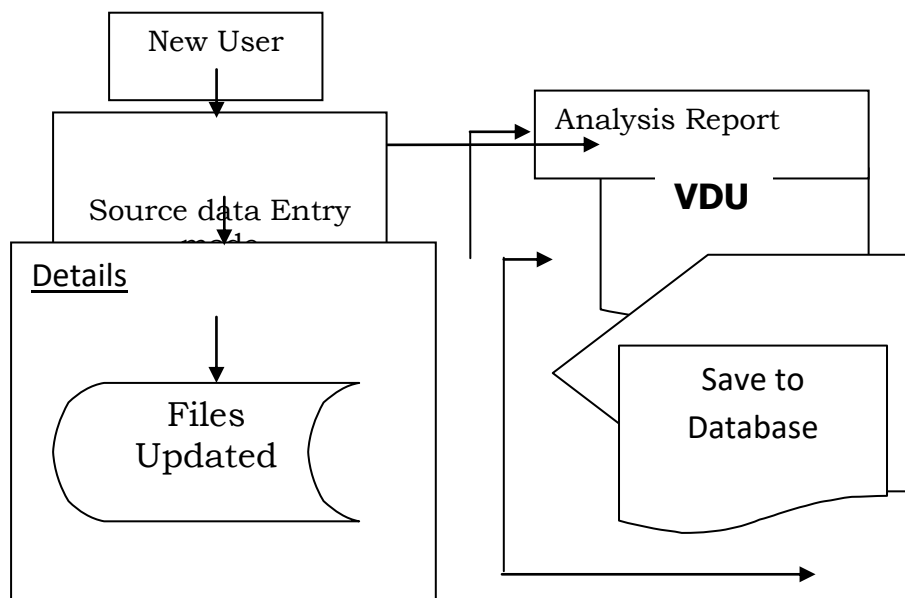 New User
Analysis Report
VDU
Source data Entry
Details
Save to
Database
Files
Updated